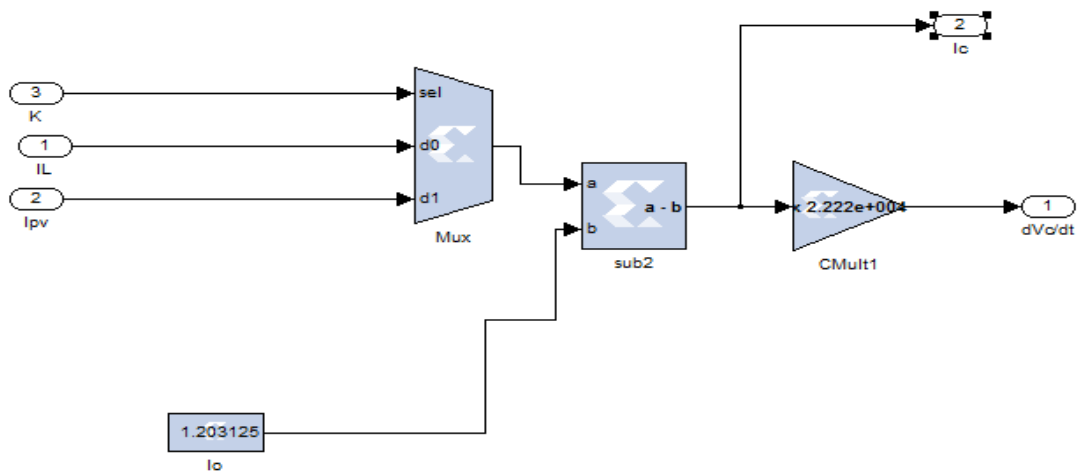 2
Ic
3
K
sel
1
IL
d0
2
Ipv
d1
Mux
a
a - b
b
sub2
x 2.222e+004
CMult1
1
dVc/dt
1.203125
Io